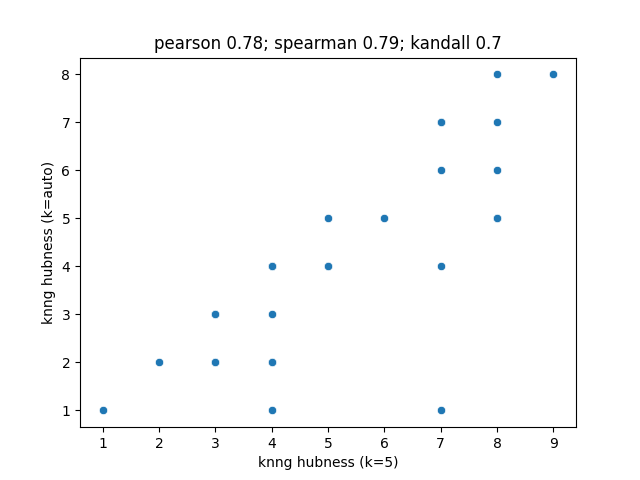 pearson 0.78; spearman 0.79; kandall 0.7
knng hubness (k=auto)
8
7
6
5
4
3
2
1
1 2 3 4 5 6 7 8 9
knng hubness (k=5)